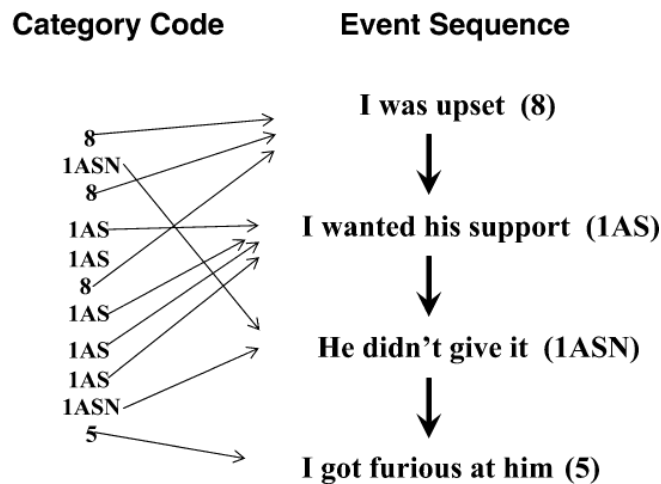 Category Code
Event Sequence
8
1ASN
8
1AS
1AS
8
1AS
1AS
1AS
1ASN
5
I was upset (8)
I wanted his support (1AS)
He didn't give it (1ASN)
I got furious at him (5)